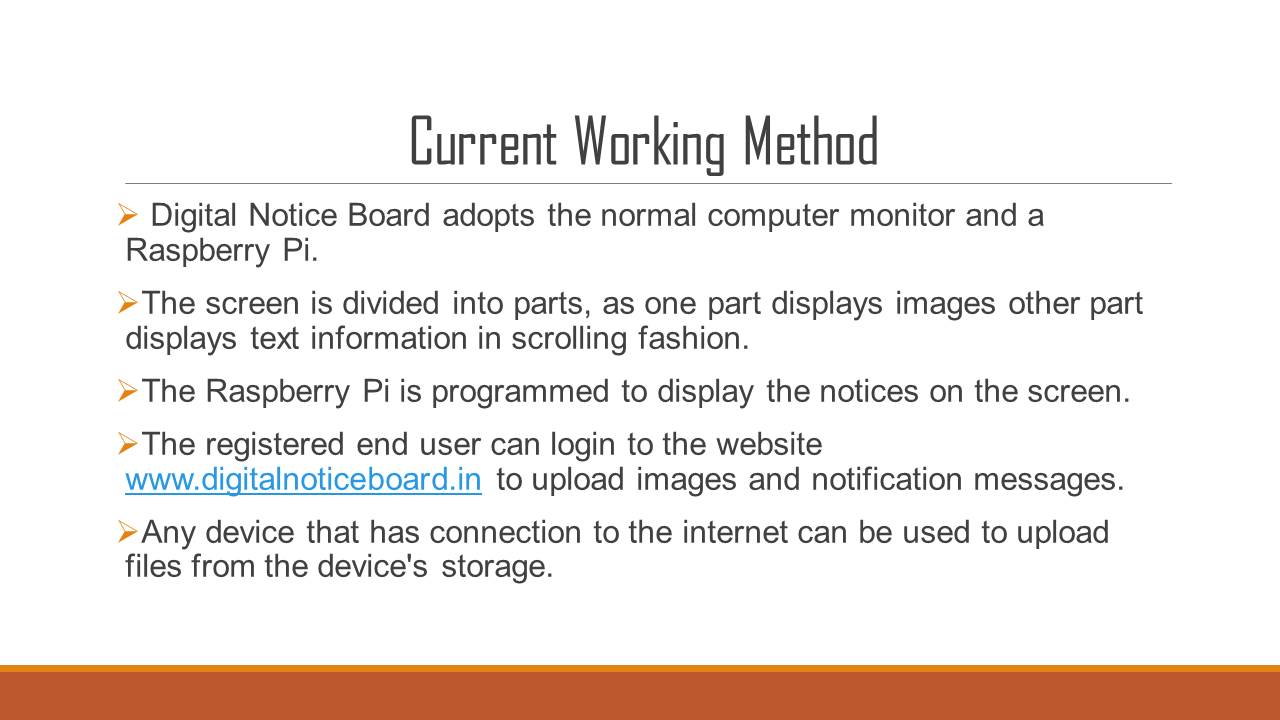 Current Working Method
➢ Digital Notice Board adopts the normal computer monitor and a
Raspberry Pi.
➢The screen is divided into parts, as one part displays images other part
displays text information in scrolling fashion.
➢The Raspberry Pi is programmed to display the notices on the screen.
➢The registered end user can login to the website
www.digitalnoticeboard.in to upload images and notification messages.
➢Any device that has connection to the internet can be used to upload
files from the device's storage.